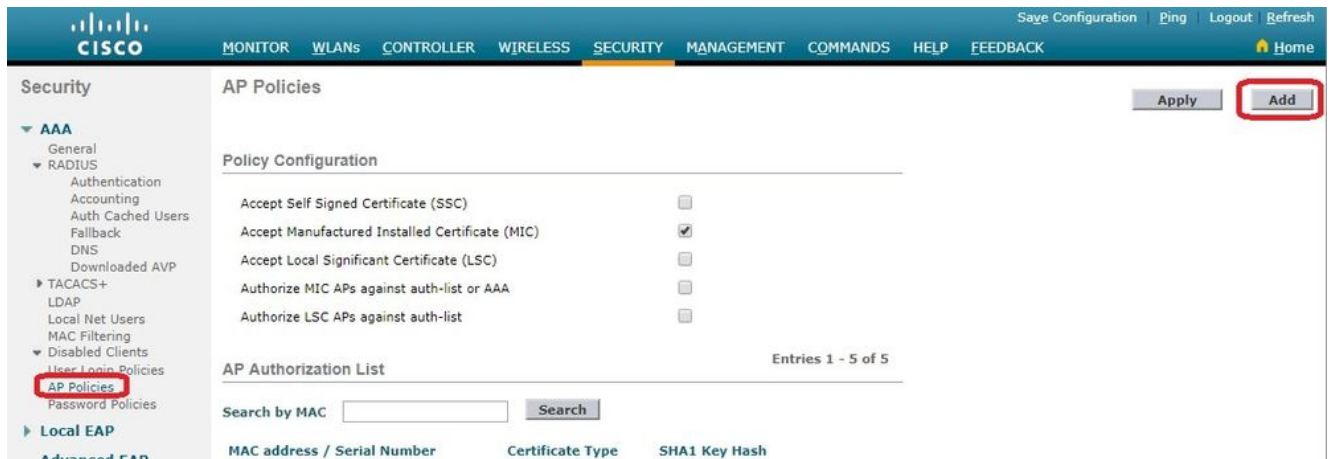 Save Configuration Ping Logout Refresh
CISCO MONITOR WLANs CONTROLLER WIRELESS SECURITY MANAGEMENT COMMANDS HELP FEEDBACK Home
Security
AAA
General
RADIUS
Authentication
Accounting
Auth Cached Users
Fallback
DNS
Downloaded AVP
TACACS+
LDAP
Local Net Users
MAC Filtering
Disabled Clients
User Login Policies
AP Policies
Password Policies
Local EAP
Advanced EAP
AP Policies
Apply Add
Policy Configuration
Accept Self Signed Certificate (SSC)
Accept Manufactured Installed Certificate (MIC)
Accept Local Significant Certificate (LSC)
Authorize MIC APs against auth-list or AAA
Authorize LSC APs against auth-list
Entries 1 - 5 of 5
AP Authorization List
Search by MAC Search
MAC address / Serial Number Certificate Type SHA1 Key Hash